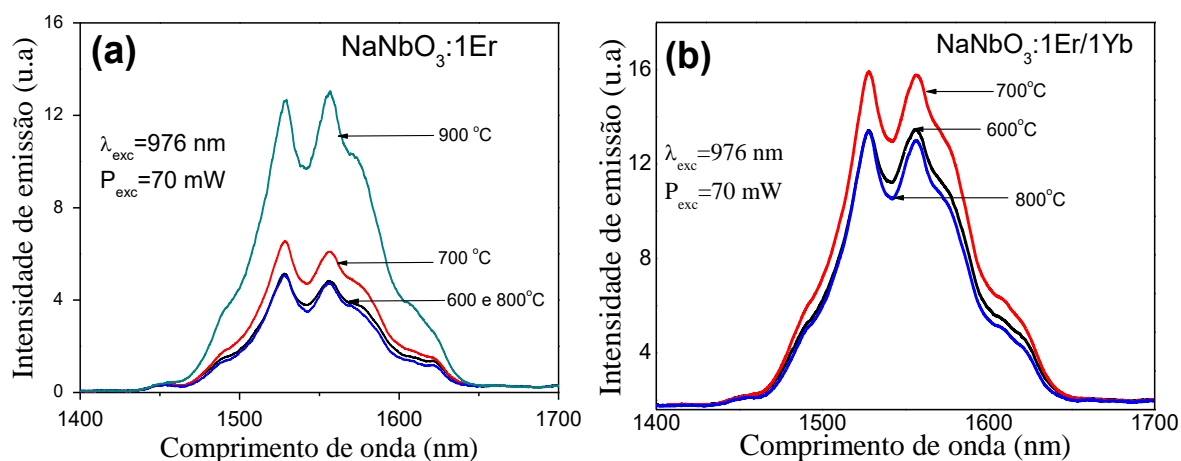 (a)
NaNbO₃:1Er
λexc=976 nm
Pexc=70 mW
900 °C
700 °C
600 e 800°C
Intensidade de emissão (u.a)
16
12
8
4
0
1400 1500 1600 1700
Comprimento de onda (nm)
(b)
NaNbO₃:1Er/1Yb
λexc=976 nm
Pexc=70 mW
700°C
600°C
800°C
Intensidade de emissão (u.a)
16
12
8
4
1400 1500 1600 1700
Comprimento de onda (nm)